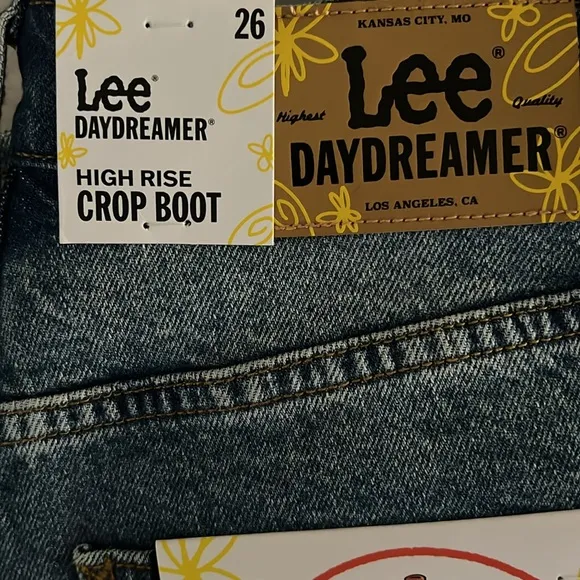 26
Lee®
DAYDREAMER®
HIGH RISE
CROP BOOT
KANSAS CITY, MO
Lee®
Highest Quality
DAYDREAMER®
LOS ANGELES, CA